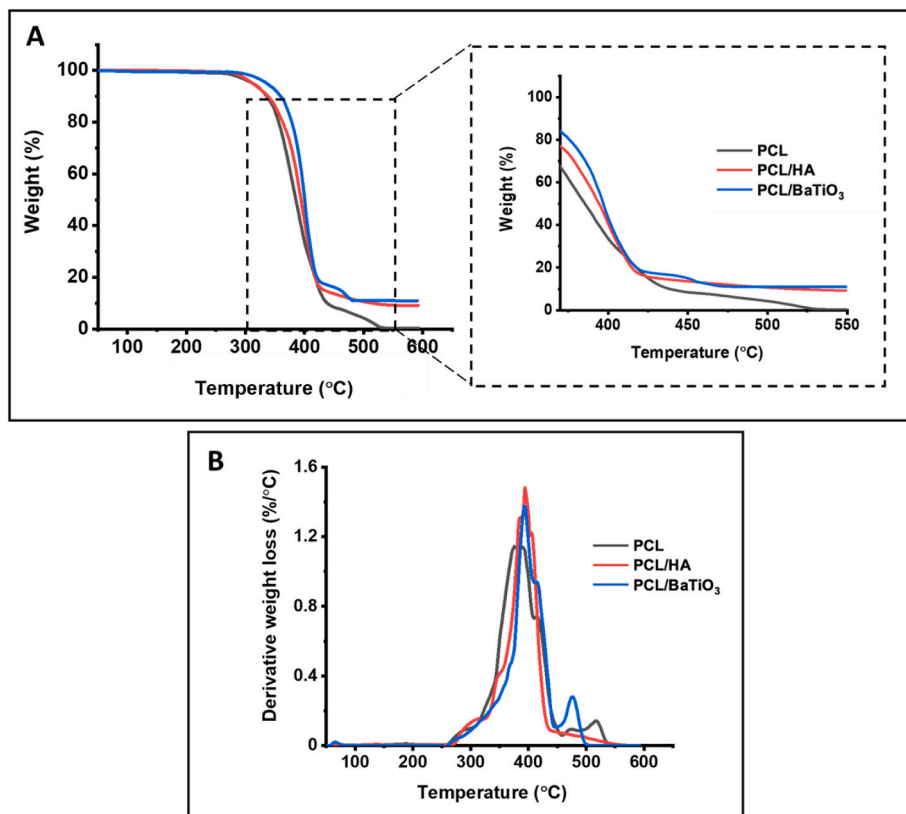 A
Weight (%)
100
80
60
40
20
0
100
200
300
400
500
600
Temperature (°C)
Weight (%)
100
80
60
40
20
0
400
450
500
550
Temperature (°C)
PCL
PCL/HA
PCL/BaTiO₃
B
Derivative weight loss (%/°C)
1.6
1.2
0.8
0.4
0
100
200
300
400
500
600
Temperature (°C)
PCL
PCL/HA
PCL/BaTiO₃